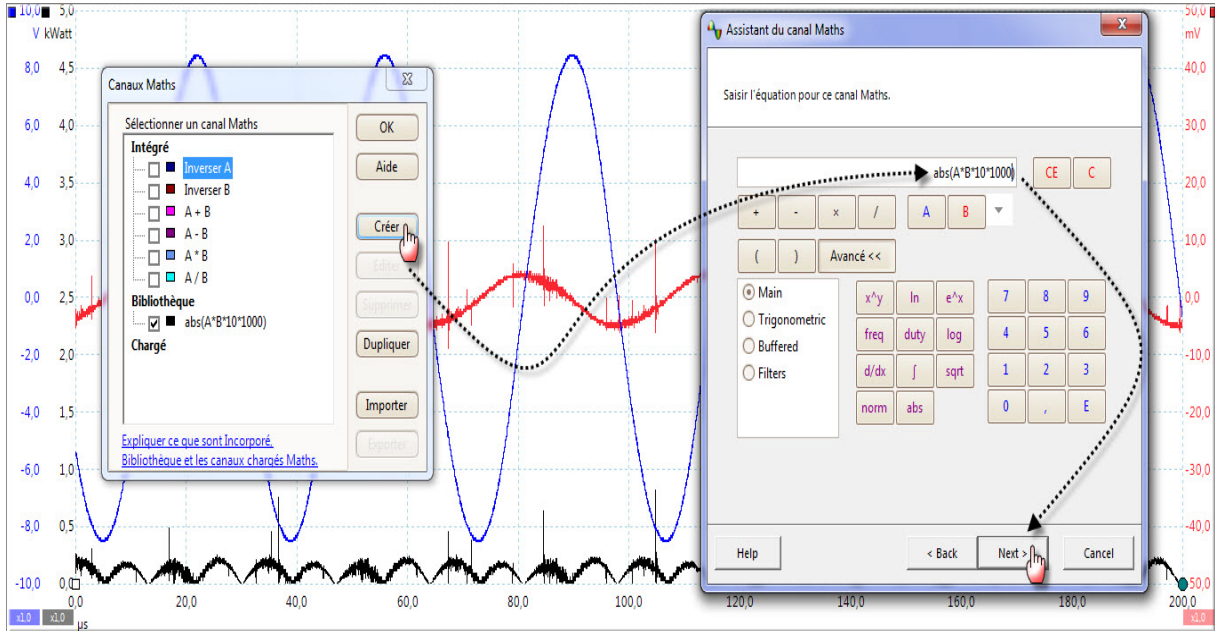 10,0 5,0
V kWatt
8,0 4,5
6,0 4,0
4,0 3,5
2,0 3,0
0,0 2,5
-2,0 2,0
-4,0 1,5
-6,0 1,0
-8,0 0,5
-10,0 0,0
x1,0 x1,0
0,0 20,0 40,0 60,0 80,0 100,0 120,0 140,0 160,0 180,0 200,0
µs
Canaux Maths
Sélectionner un canal Maths
Intégré
Inverser A
Inverser B
A + B
A - B
A * B
A / B
Bibliothèque
abs(A*B*10*1000)
Chargé
Expliquer ce que sont Incorporé,
Bibliothèque et les canaux chargés Maths.
OK
Aide
Créer
Editer
Supprimer
Dupliquer
Importer
Exporter
Assistant du canal Maths
X
Saisir l'équation pour ce canal Maths.
abs(A*B*10*1000)
CE C
+ - x / A B
( ) Avancé <<
Main
Trigonometric
Buffered
Filters
x^y ln e^x
freq duty log
d/dx ∫ sqrt
norm abs
7 8 9
4 5 6
1 2 3
0 , E
Help < Back Next > Cancel
50,0
mV
40,0
30,0
20,0
10,0
0,0
-10,0
-20,0
-30,0
-40,0
50,0
x1,0